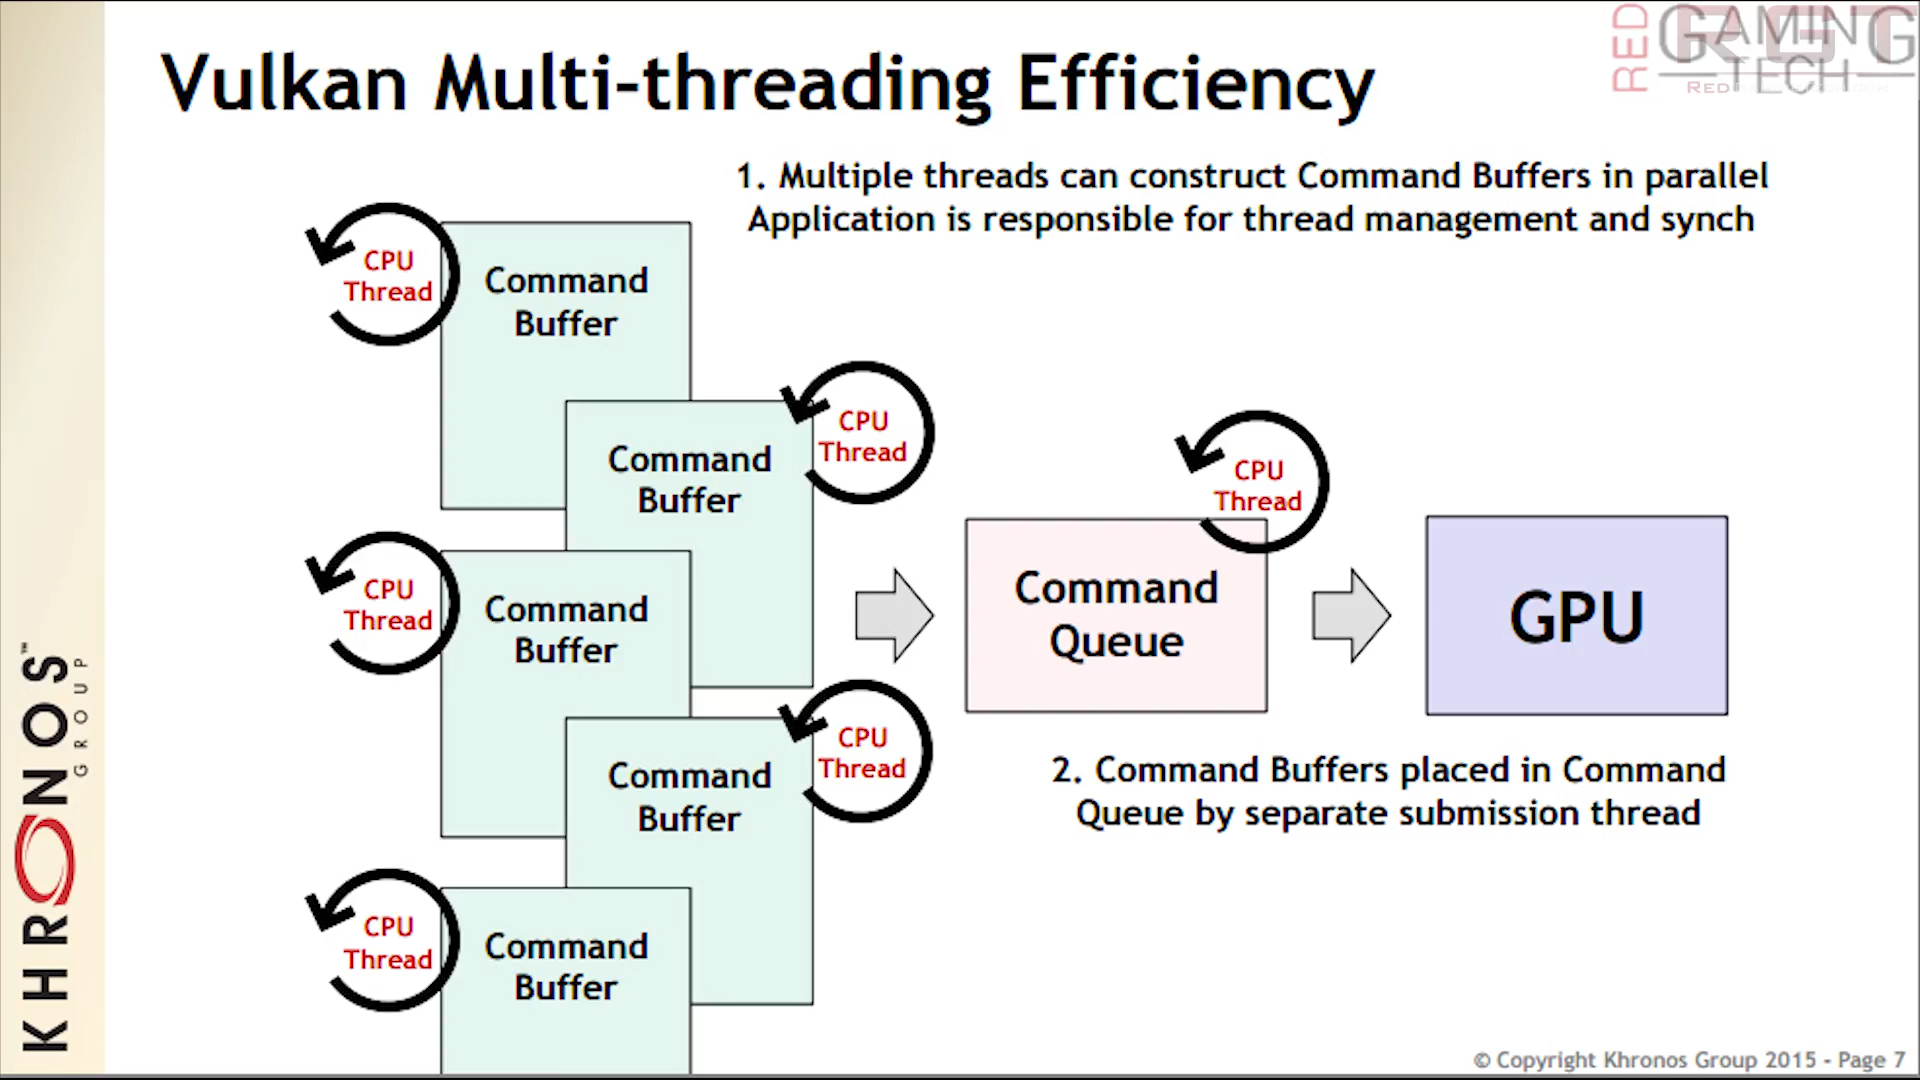 Vulkan Multi-threading Efficiency
RED GAMING TECH
1. Multiple threads can construct Command Buffers in parallel
Application is responsible for thread management and synch
CPU
Thread
Command
Buffer
CPU
Thread
Command
Buffer
CPU
Thread
Command
Buffer
CPU
Thread
Command
Buffer
CPU
Thread
Command
Buffer
CPU
Thread
Command
Queue
GPU
2. Command Buffers placed in Command
Queue by separate submission thread
KHRONOS™
GROUP
© Copyright Khronos Group 2015 - Page 7